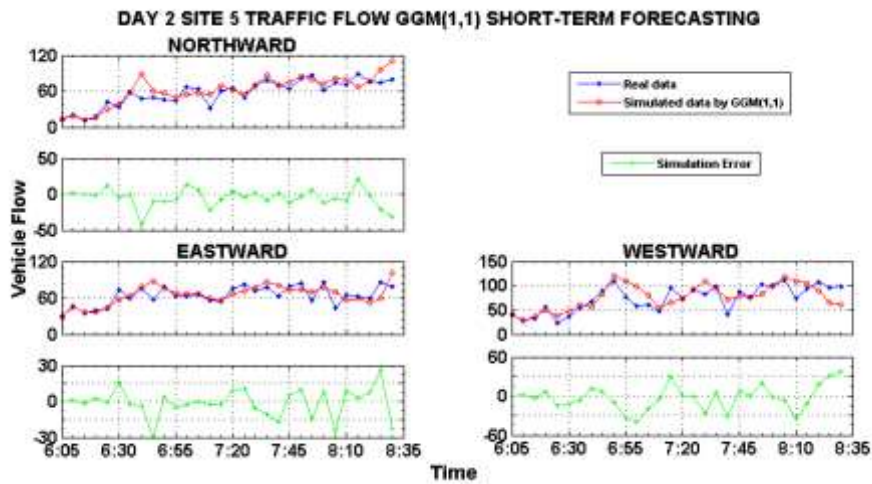 DAY 2 SITE 5 TRAFFIC FLOW GGM(1,1) SHORT-TERM FORECASTING
NORTHWARD
120
60
0
Real data
Simulated data by GGM(1,1)
50
0
-50
Simulation Error
Vehicle Flow
EASTWARD
120
60
0
WESTWARD
150
100
50
0
30
0
-30
60
0
-60
6:05 6:30 6:55 7:20 7:45 8:10 8:35
6:05 6:30 6:55 7:20 7:45 8:10 8:35
Time